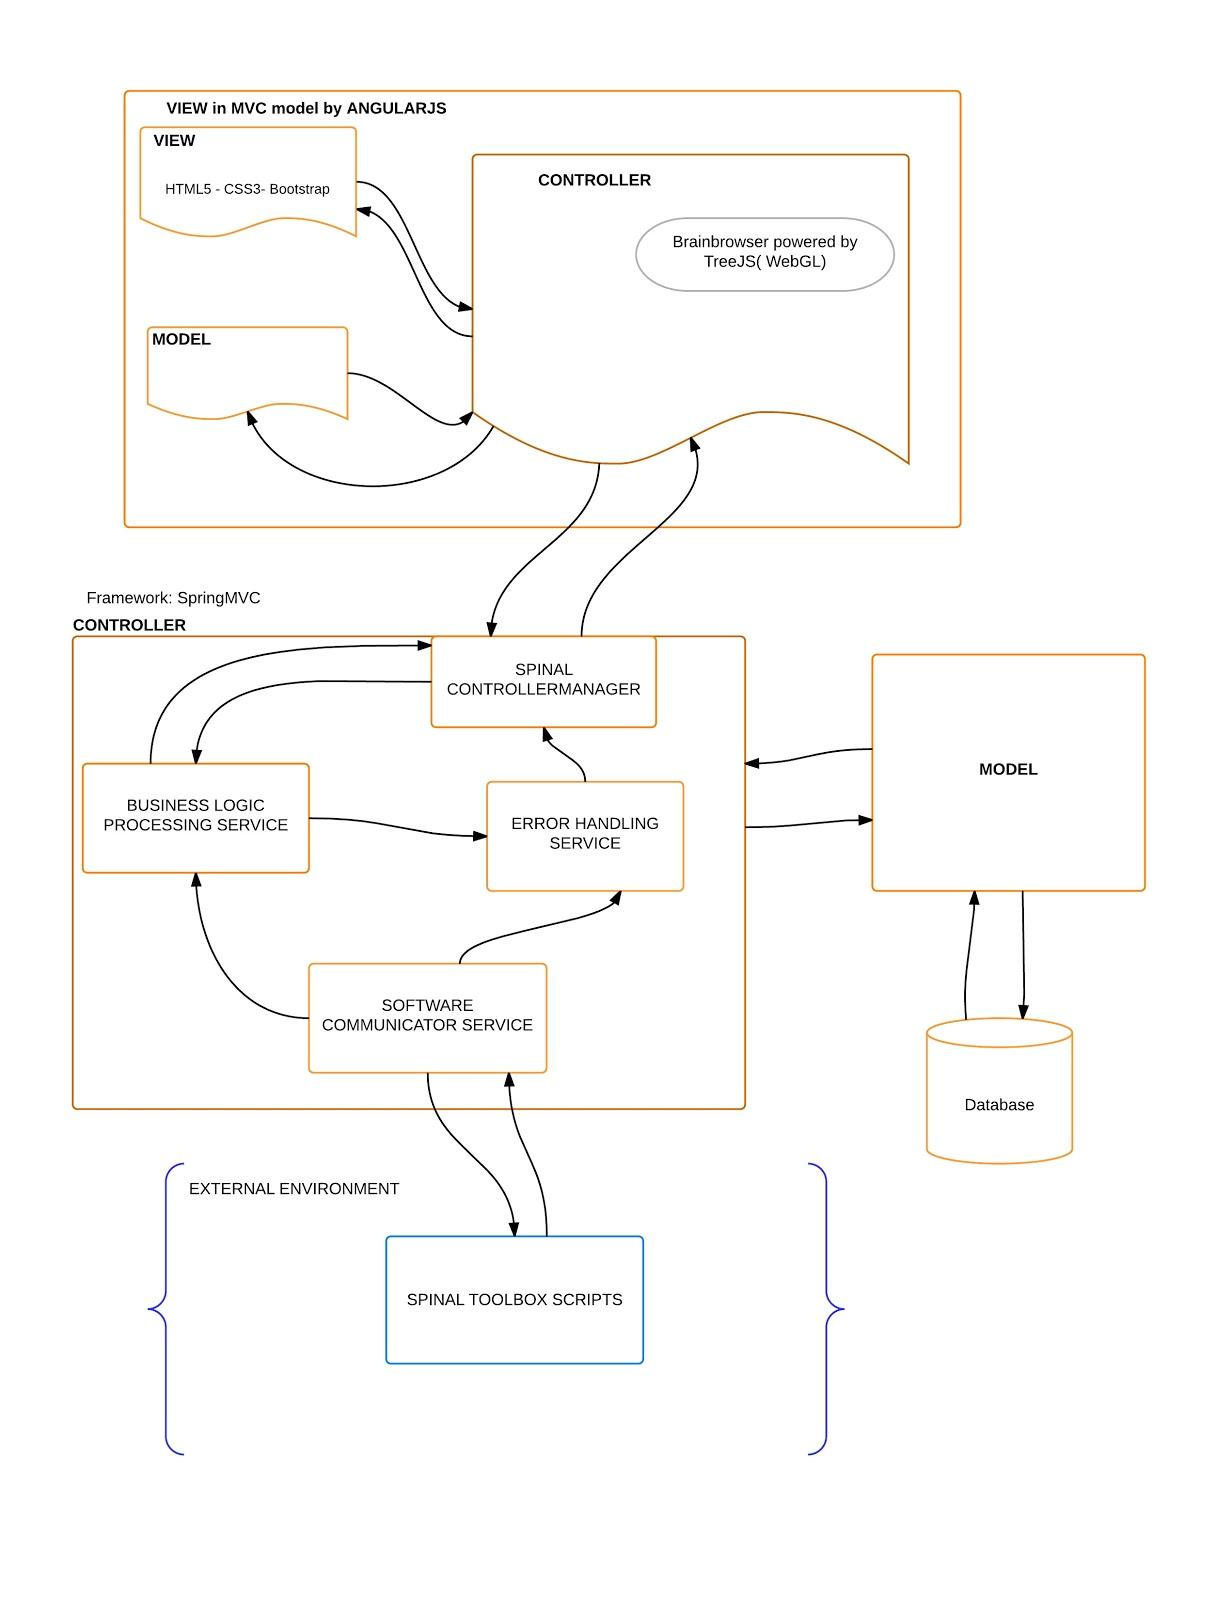 VIEW in MVC model by ANGULARJS
VIEW
HTML5 - CSS3- Bootstrap
CONTROLLER
Brainbrowser powered by
TreeJS( WebGL)
MODEL
Framework: SpringMVC
CONTROLLER
SPINAL
CONTROLLERMANAGER
BUSINESS LOGIC
PROCESSING SERVICE
ERROR HANDLING
SERVICE
MODEL
SOFTWARE
COMMUNICATOR SERVICE
Database
EXTERNAL ENVIRONMENT
SPINAL TOOLBOX SCRIPTS